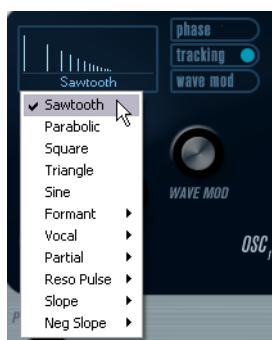 phase
tracking
Sawtooth
wave mod
Sawtooth
Parabolic
Square
Triangle
Sine
Formant
Vocal
Partial
Reso Pulse
Slope
Neg Slope
WAVE MOD
OSC
P